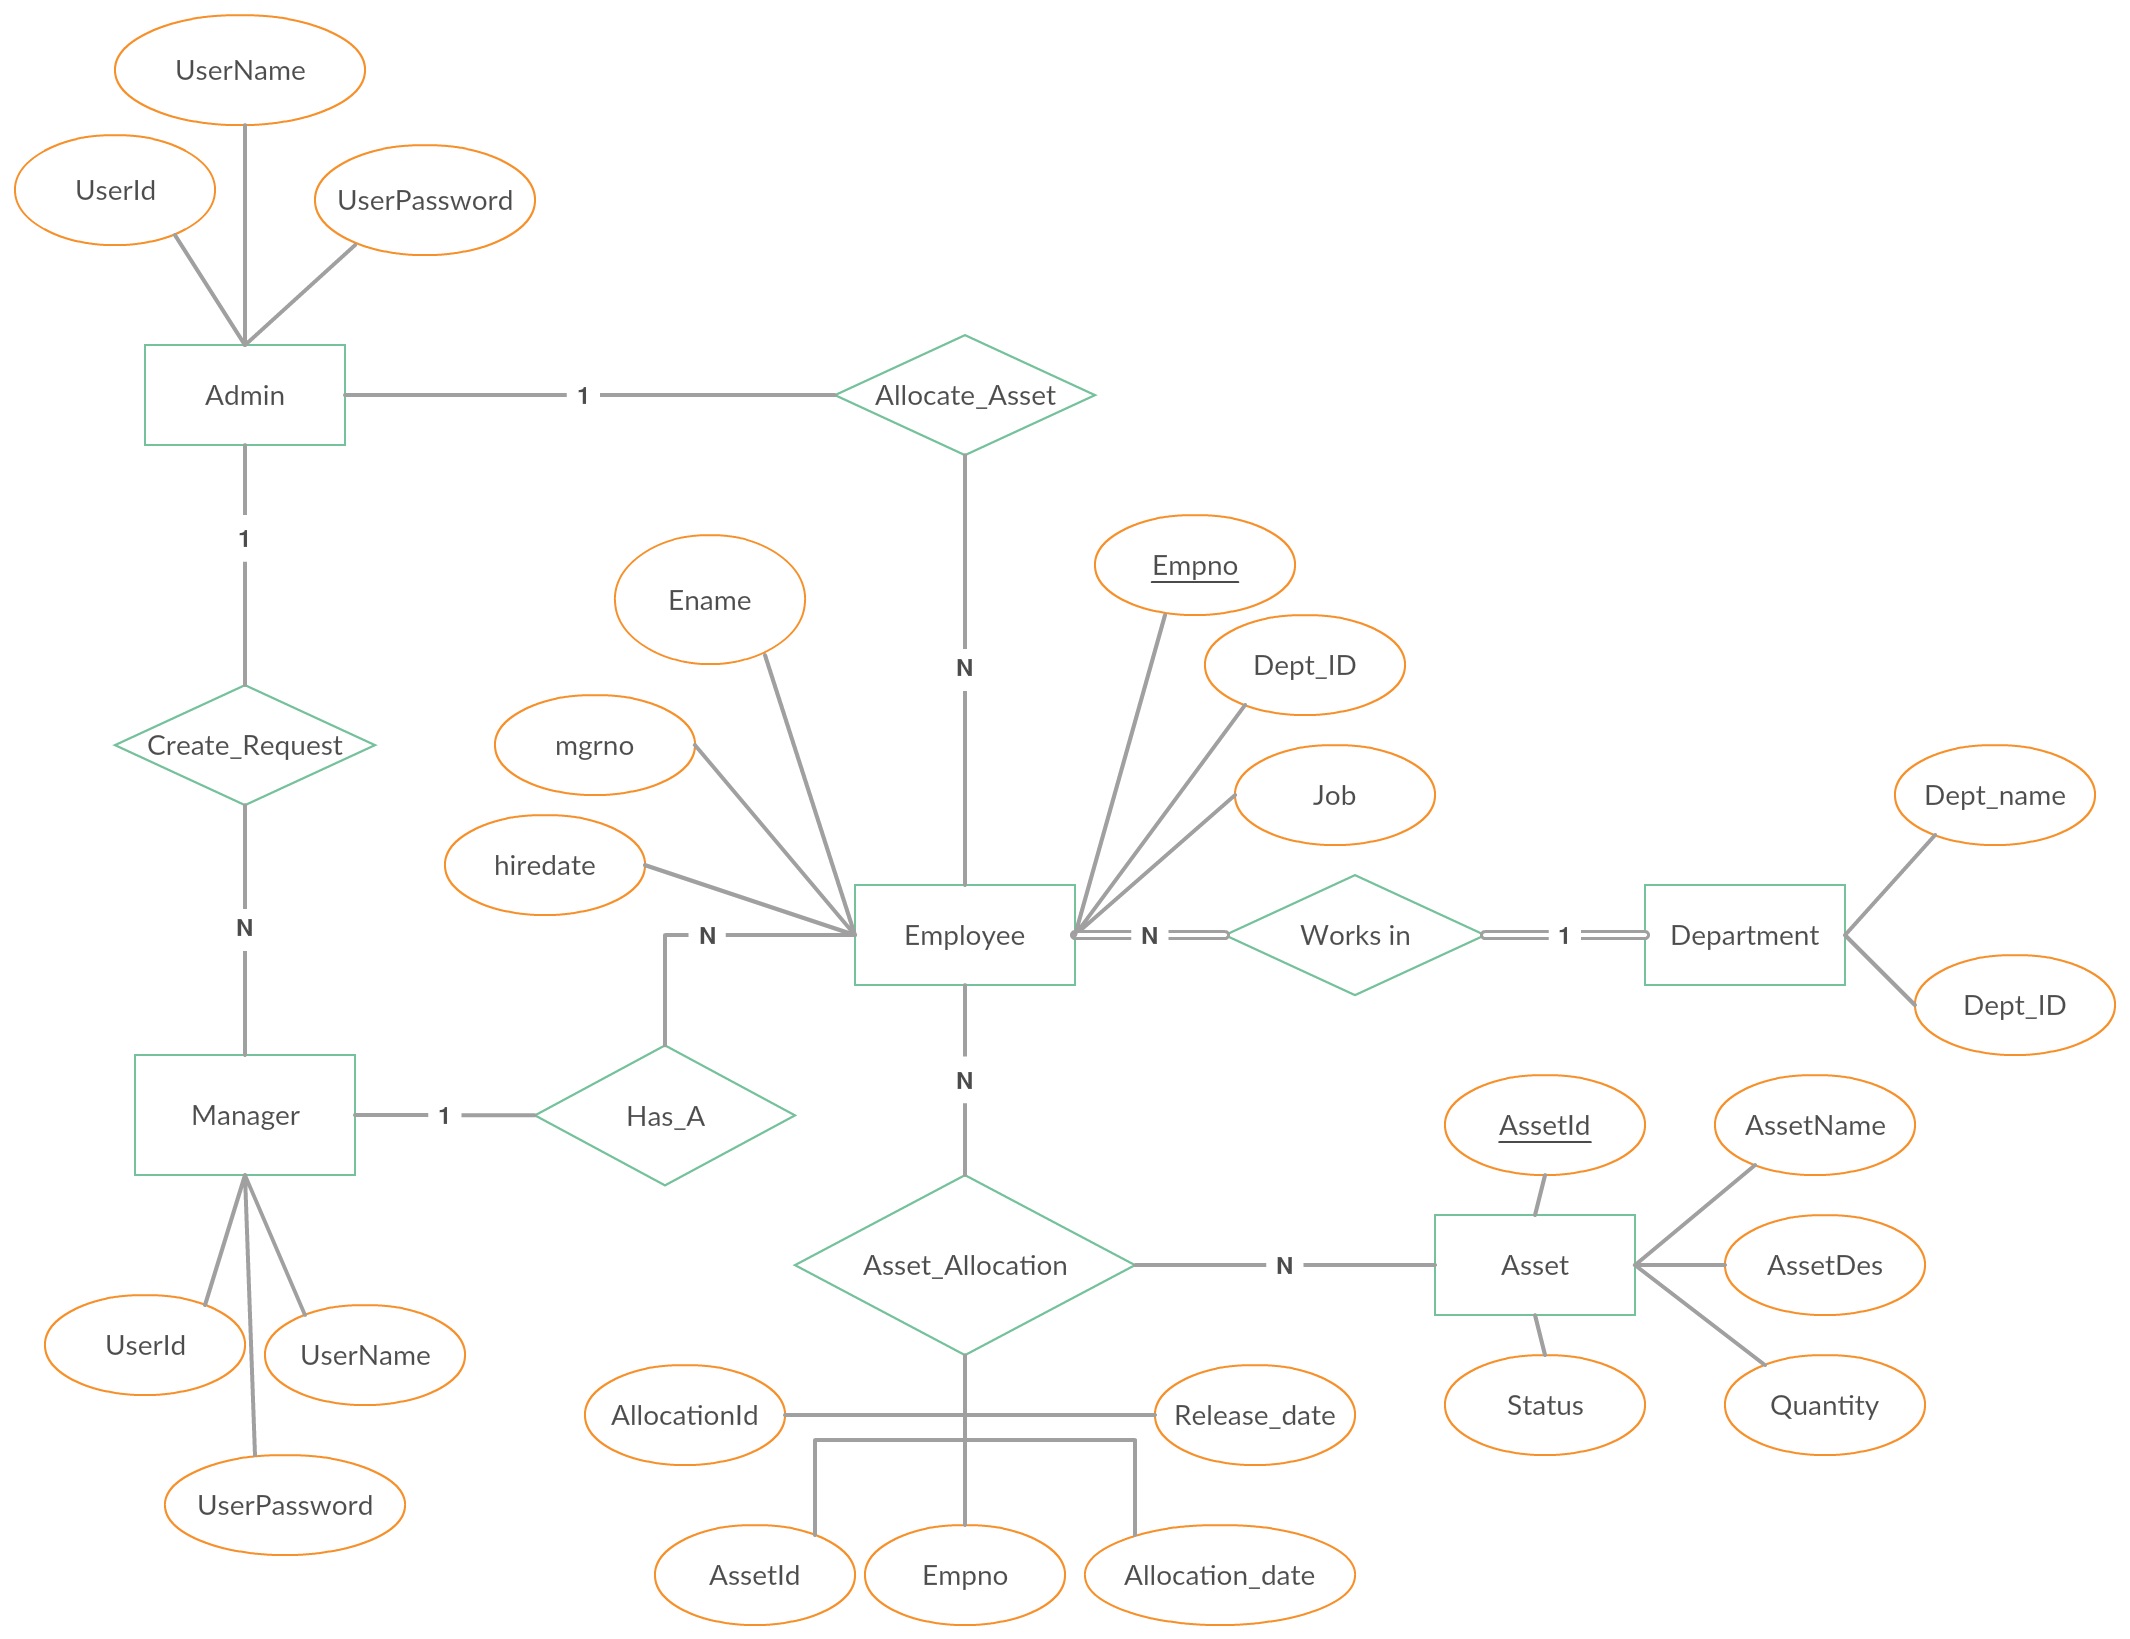 UserName
UserId
UserPassword
Admin
1
Allocate_Asset
1
Empno
Ename
Dept_ID
N
mgrno
Create_Request
Job
Dept_name
hiredate
N
N
Employee
N
Works in
1
Department
Dept_ID
N
Manager
1
Has_A
AssetId
AssetName
Asset_Allocation
N
Asset
AssetDes
UserId
UserName
AllocationId
Release_date
Status
Quantity
UserPassword
AssetId
Empno
Allocation_date